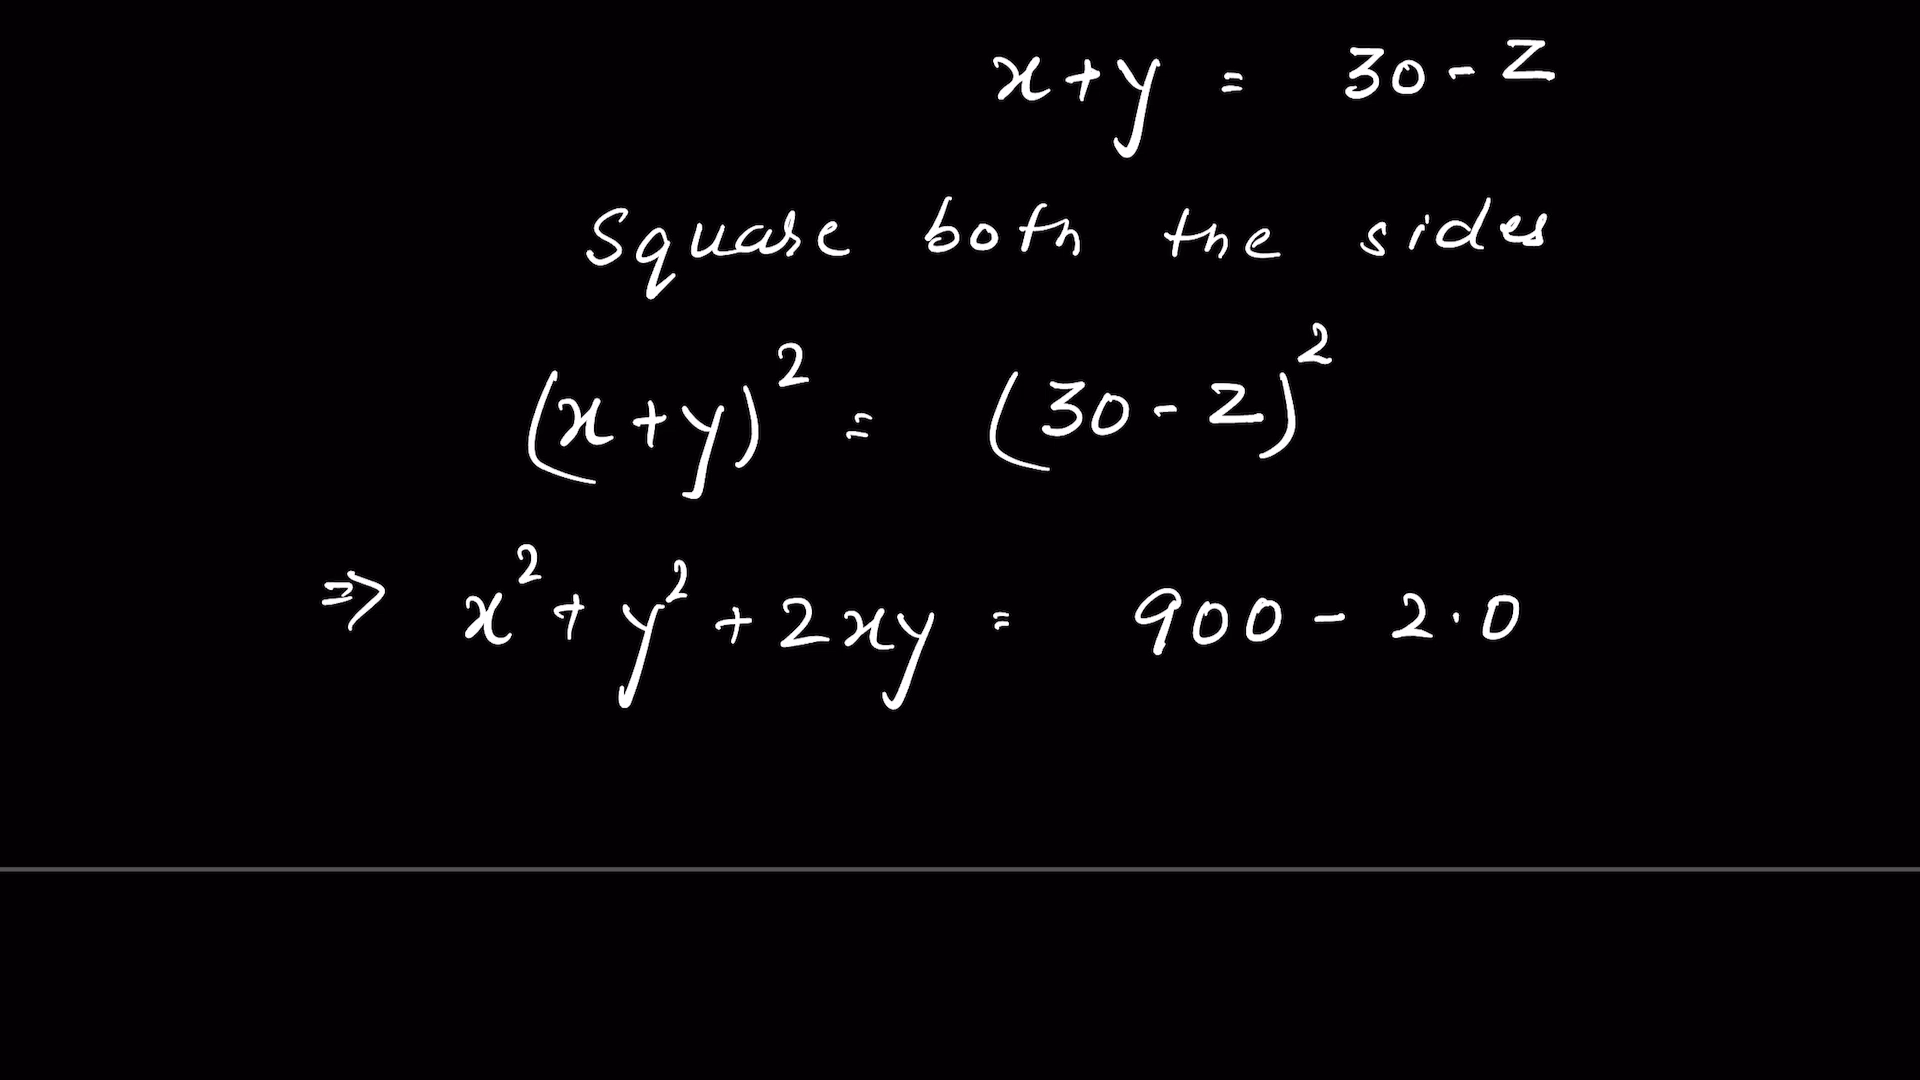 x+y = 30-z
Square both the sides
(x+y)² = (30-z)²
⇒ x²+y²+2xy = 900-2·0